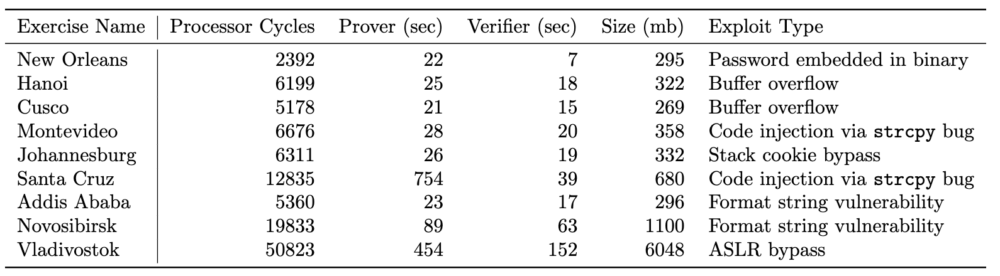 Exercise Name Processor Cycles Prover (sec) Verifier (sec) Size (mb) Exploit Type
New Orleans 2392 22 7 295 Password embedded in binary
Hanoi 6199 25 18 322 Buffer overflow
Cusco 5178 21 15 269 Buffer overflow
Montevideo 6676 28 20 358 Code injection via strcpy bug
Johannesburg 6311 26 19 332 Stack cookie bypass
Santa Cruz 12835 754 39 680 Code injection via strcpy bug
Addis Ababa 5360 23 17 296 Format string vulnerability
Novosibirsk 19833 89 63 1100 Format string vulnerability
Vladivostok 50823 454 152 6048 ASLR bypass